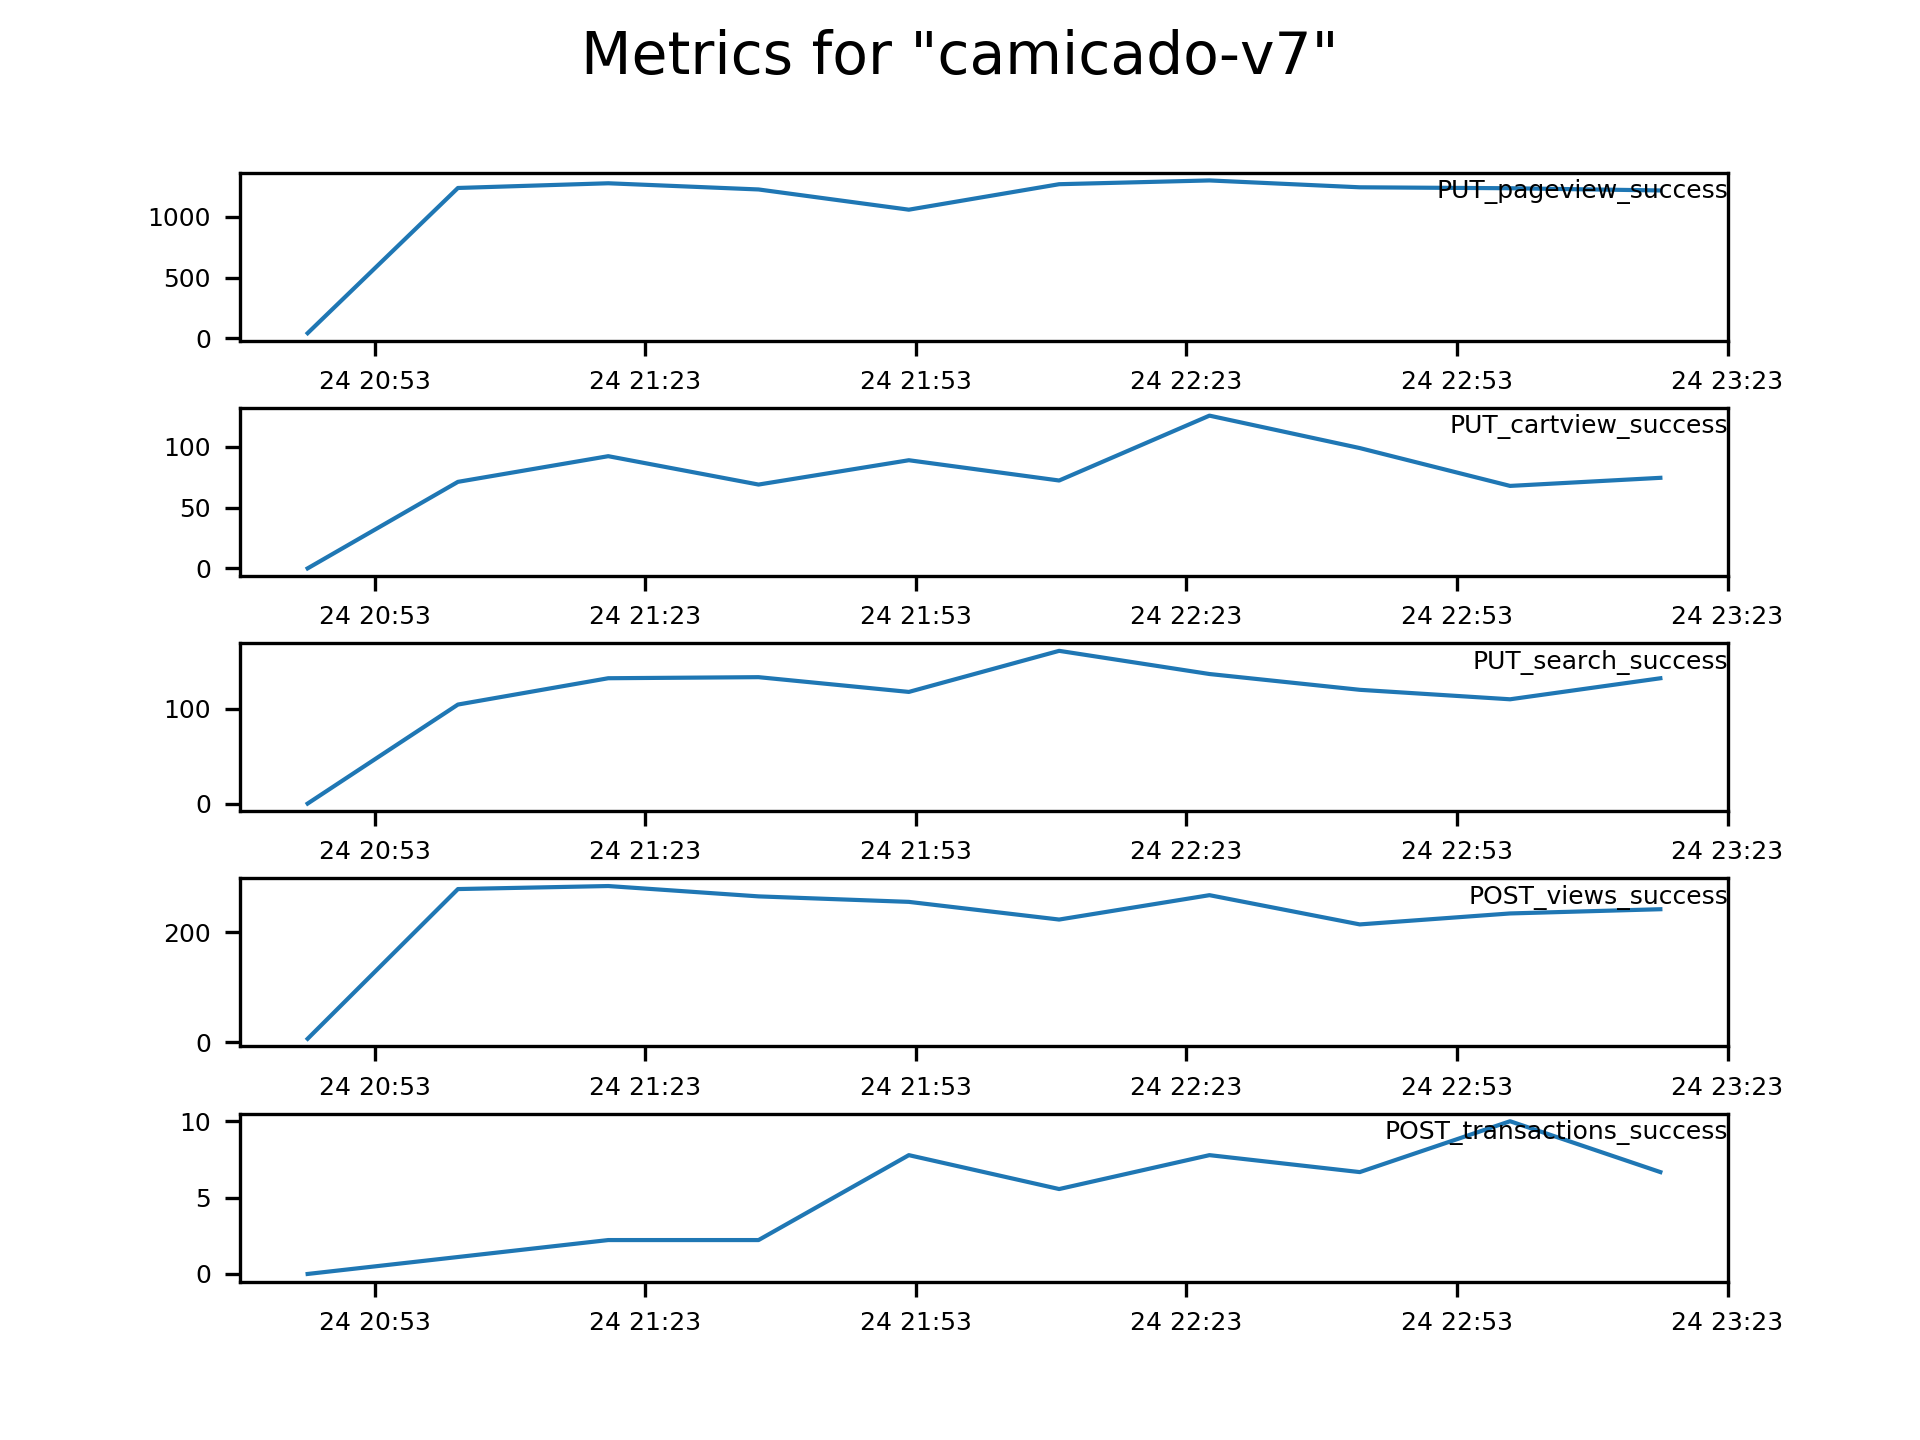 Metrics for "camicado-v7"
PUT_pageview_success
1000
500
0
24 20:53 24 21:23 24 21:53 24 22:23 24 22:53 24 23:23
PUT_cartview_success
100
50
0
24 20:53 24 21:23 24 21:53 24 22:23 24 22:53 24 23:23
PUT_search_success
100
0
24 20:53 24 21:23 24 21:53 24 22:23 24 22:53 24 23:23
POST_views_success
200
0
24 20:53 24 21:23 24 21:53 24 22:23 24 22:53 24 23:23
10
POST_transactions_success
5
0
24 20:53 24 21:23 24 21:53 24 22:23 24 22:53 24 23:23